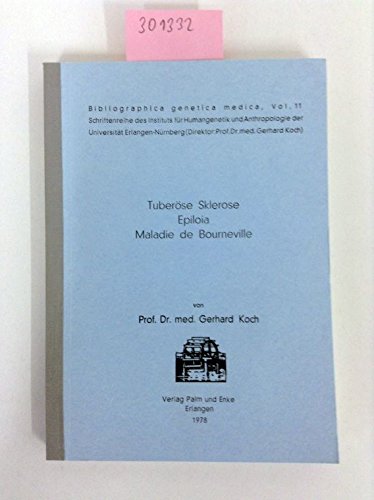 301332
Bibliographica genetica medica, Vol. 11
Schriftenreihe des Instituts für Humangenetik und Anthropologie der
Universität Erlangen-Nürnberg (Direktor: Prof. Dr. med. Gerhard Koch)
Tuberöse Sklerose
Epiloia
Maladie de Bourneville
von
Prof. Dr. med. Gerhard Koch
Verlag Palm und Enke
Erlangen
1978